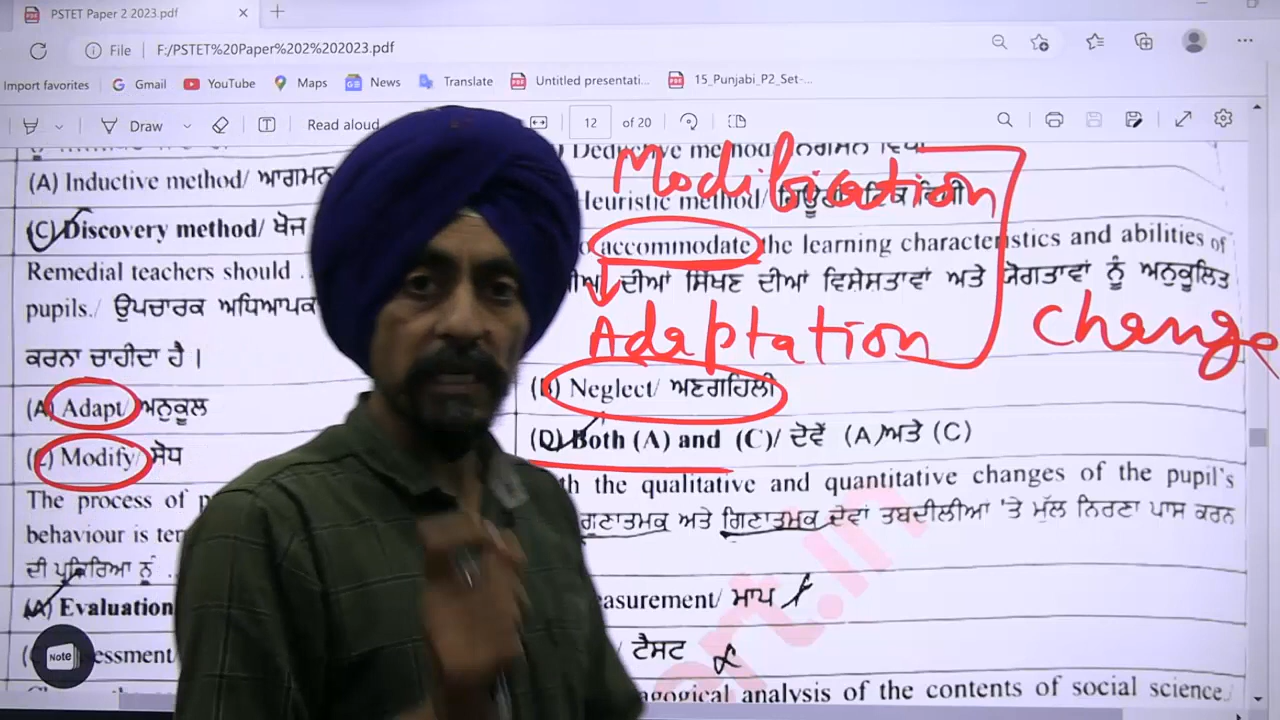 PSTET Paper 2 2023.pdf
File F:/PSTET%20Paper%202%202023.pdf
Import favorites Gmail YouTube Maps News Translate Untitled presentati... 15_Punjabi_P2_Set-...
Draw Read aloud 12 of 20
(A) Inductive method/ ਆਗਮਨ
Deductive method/
Modification
Heuristic method/
(C) Discovery method/ ਖੋਜ
Remedial teachers should
accommodate the learning characteristics and abilities of
pupils./ ਉਪਚਾਰਕ ਅਧਿਆਪਕ
ਦੀਆਂ ਸਿੱਖਣ ਦੀਆਂ ਵਿਸ਼ੇਸ਼ਤਾਵਾਂ ਅਤੇ ਯੋਗਤਾਵਾਂ ਨੂੰ ਅਨੁਕੂਲਿਤ
ਕਰਨਾ ਚਾਹੀਦਾ ਹੈ।
Adaptation
Change
(A) Adapt/ ਅਨੁਕੂਲ
(B) Neglect/ ਅਣਗਹਿਲੀ
(C) Modify/ ਸੋਧ
(D) Both (A) and (C)/ ਦੋਵੇਂ (A) ਅਤੇ (C)
The process of
the qualitative and quantitative changes of the pupil's
behaviour is
ਗੁਣਾਤਮਕ ਅਤੇ ਗਿਣਾਤਮਕ ਦੋਵਾਂ ਤਬਦੀਲੀਆਂ 'ਤੇ ਮੁੱਲ ਨਿਰਣਾ ਪਾਸ ਕਰਨ
ਦੀ ਪ੍ਰਕਿਰਿਆ ਨੂੰ
(A) Evaluation
easurement/ ਮਾਪ
Note
essment/
ਟੈਸਟ
agogical analysis of the contents of social science.